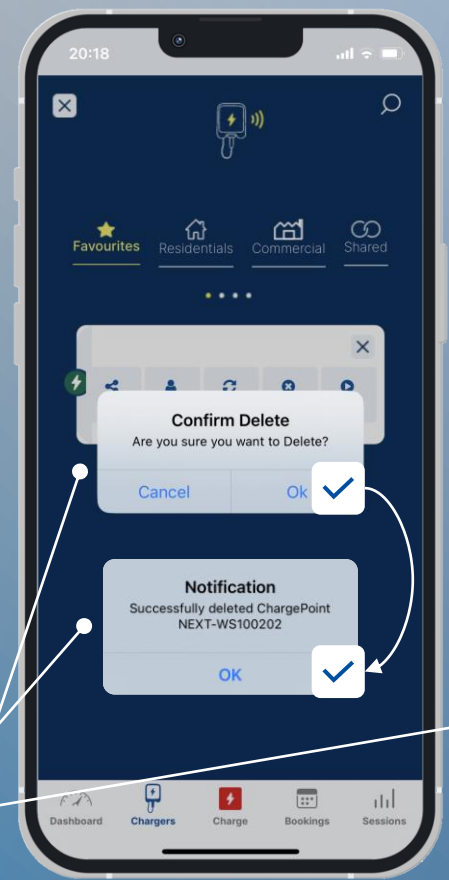 20:18
Favourites
Residentials
Commercial
Shared
Confirm Delete
Are you sure you want to Delete?
Cancel
Ok
Notification
Successfully deleted ChargePoint
NEXT-WS100202
OK
Dashboard
Chargers
Charge
Bookings
Sessions